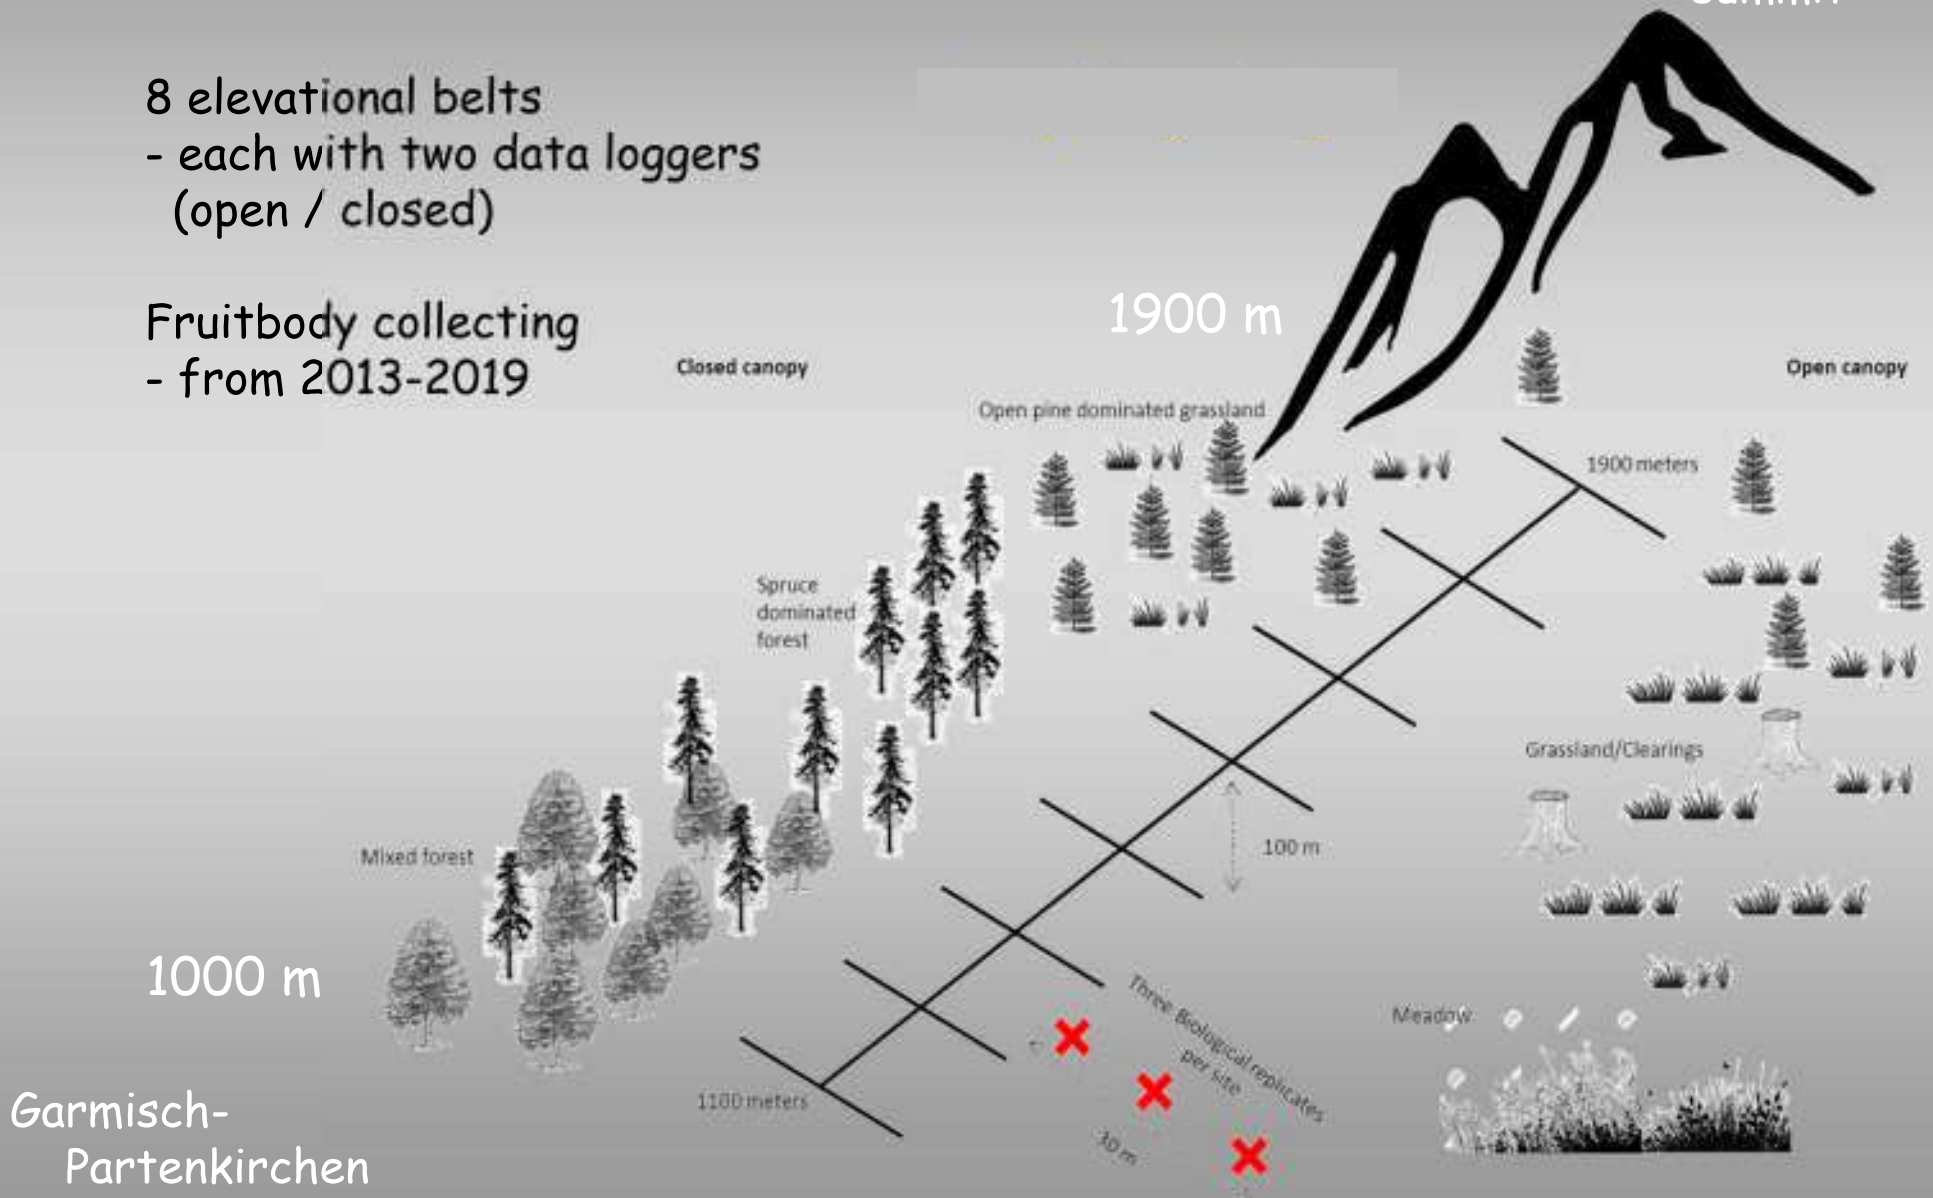 8 elevational belts
- each with two data loggers
(open / closed)
Fruitbody collecting
- from 2013-2019
1900 m
Closed canopy
Open canopy
Open pine dominated grassland
1900 meters
Spruce
dominated
forest
Grassland/Clearings
100 m
Mixed forest
1000 m
Three Biological replicates
per site
Meadow
1100 meters
30 m
Garmisch-
Partenkirchen